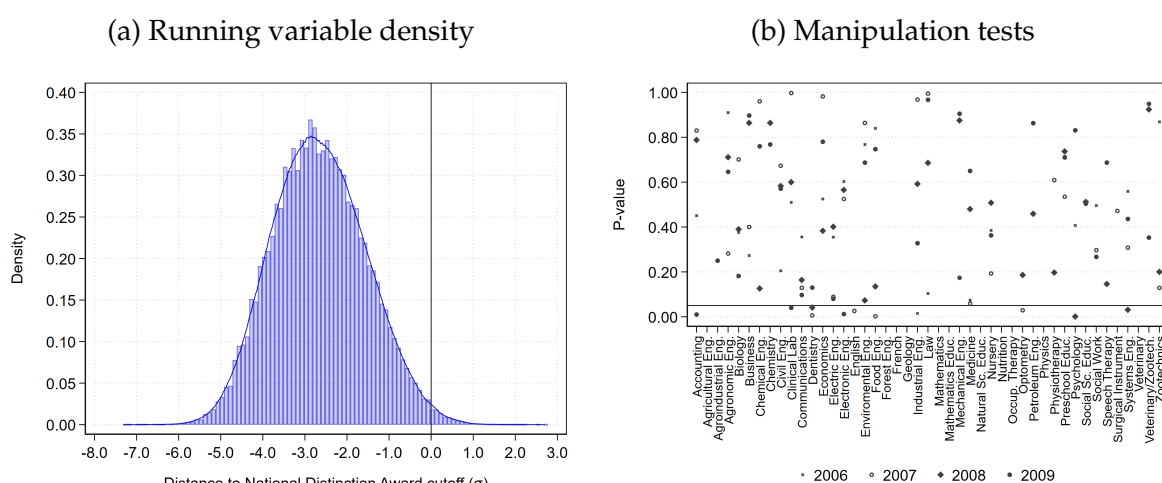 (a) Running variable density
0.40
0.35
0.30
0.25
0.20
0.15
0.10
0.05
0.00
Density
-8.0 -7.0 -6.0 -5.0 -4.0 -3.0 -2.0 -1.0 0.0 1.0 2.0 3.0
Distance to National Distinction Award cutoff (σ)
(b) Manipulation tests
1.00
0.80
0.60
0.40
0.20
0.00
P-value
Accounting
Agricultural Eng.
Agroindustrial Eng.
Agronomic Eng.
Biology
Business
Chemical Eng.
Chemistry
Civil Eng.
Clinical Lab
Communications
Dentistry
Economics
Electric Eng.
Electronic Eng.
English
Enviromental Eng.
Food Eng.
Forest Eng.
French
Geology
Industrial Eng.
Law
Mathematics
Mathematics Educ.
Mechanical Eng.
Medicine
Natural Sc. Educ.
Nursery
Nutrition
Occup. Therapy
Optometry
Petroleum Eng.
Physics
Physiotherapy
Preschool Educ.
Psychology
Social Sc. Educ.
Social Work
Speech Therapy
Surgical Instrument
Systems Eng.
Veterinary
Veterinary/Zootech.
Zootechnics
2006 2007 2008 2009